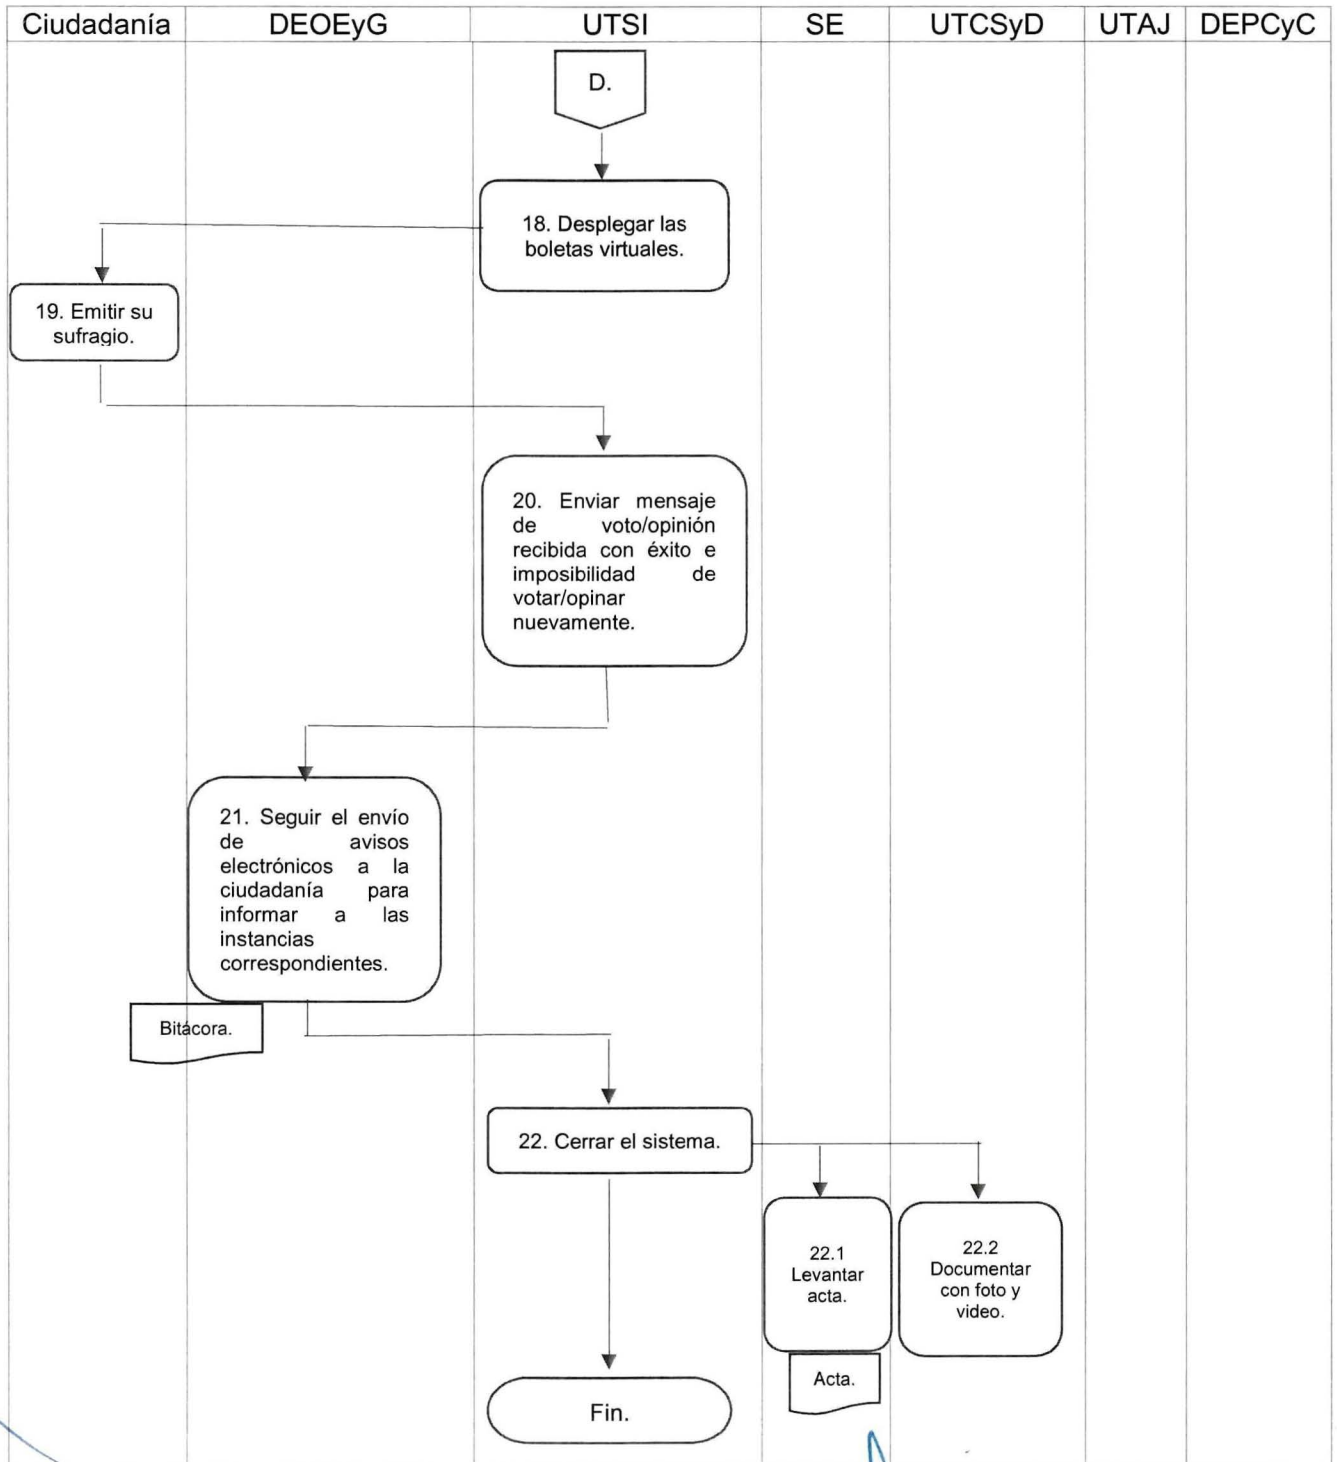 Ciudadanía DEOEyG UTSI SE UTCSyD UTAJ DEPCyC
D.
18. Desplegar las
boletas virtuales.
19. Emitir su
sufragio.
20. Enviar mensaje
de voto/opinión
recibida con éxito e
imposibilidad de
votar/opinar
nuevamente.
21. Seguir el envío
de avisos
electrónicos a la
ciudadanía para
informar a las
instancias
correspondientes.
Bitácora.
22. Cerrar el sistema.
22.1
Levantar
acta.
22.2
Documentar
con foto y
video.
Acta.
Fin.